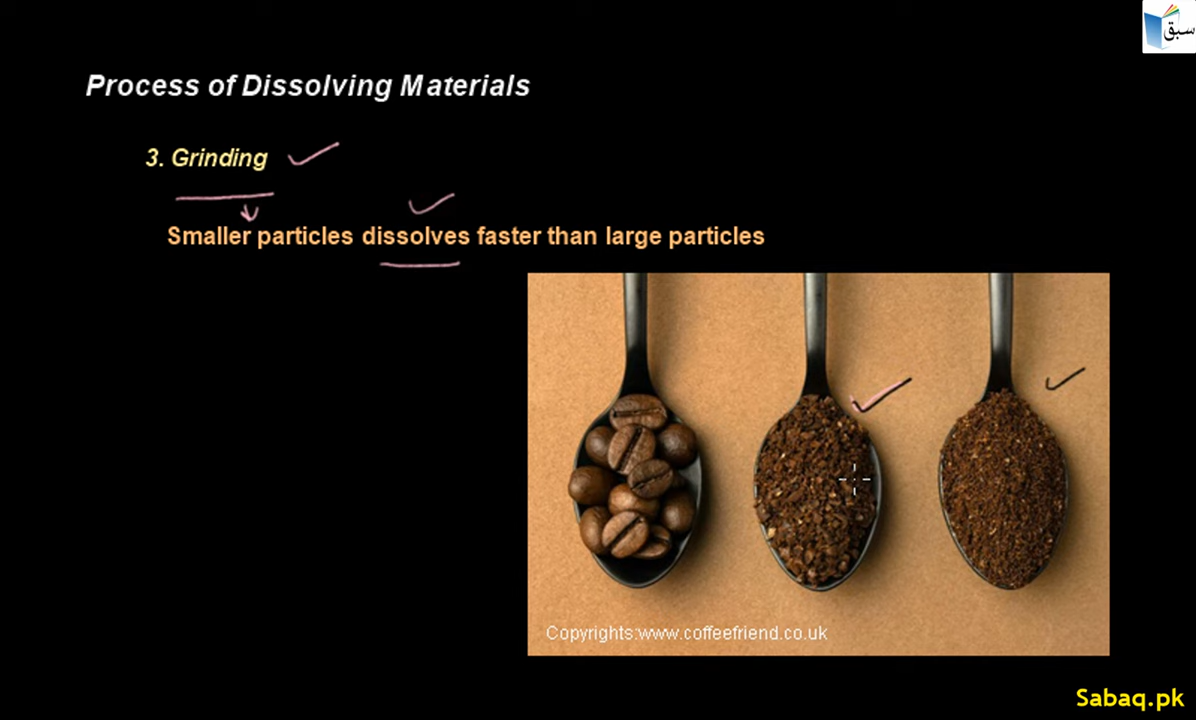 سبق
Process of Dissolving Materials
3. Grinding
Smaller particles dissolves faster than large particles
Copyrights:www.coffeefriend.co.uk
Sabaq.pk